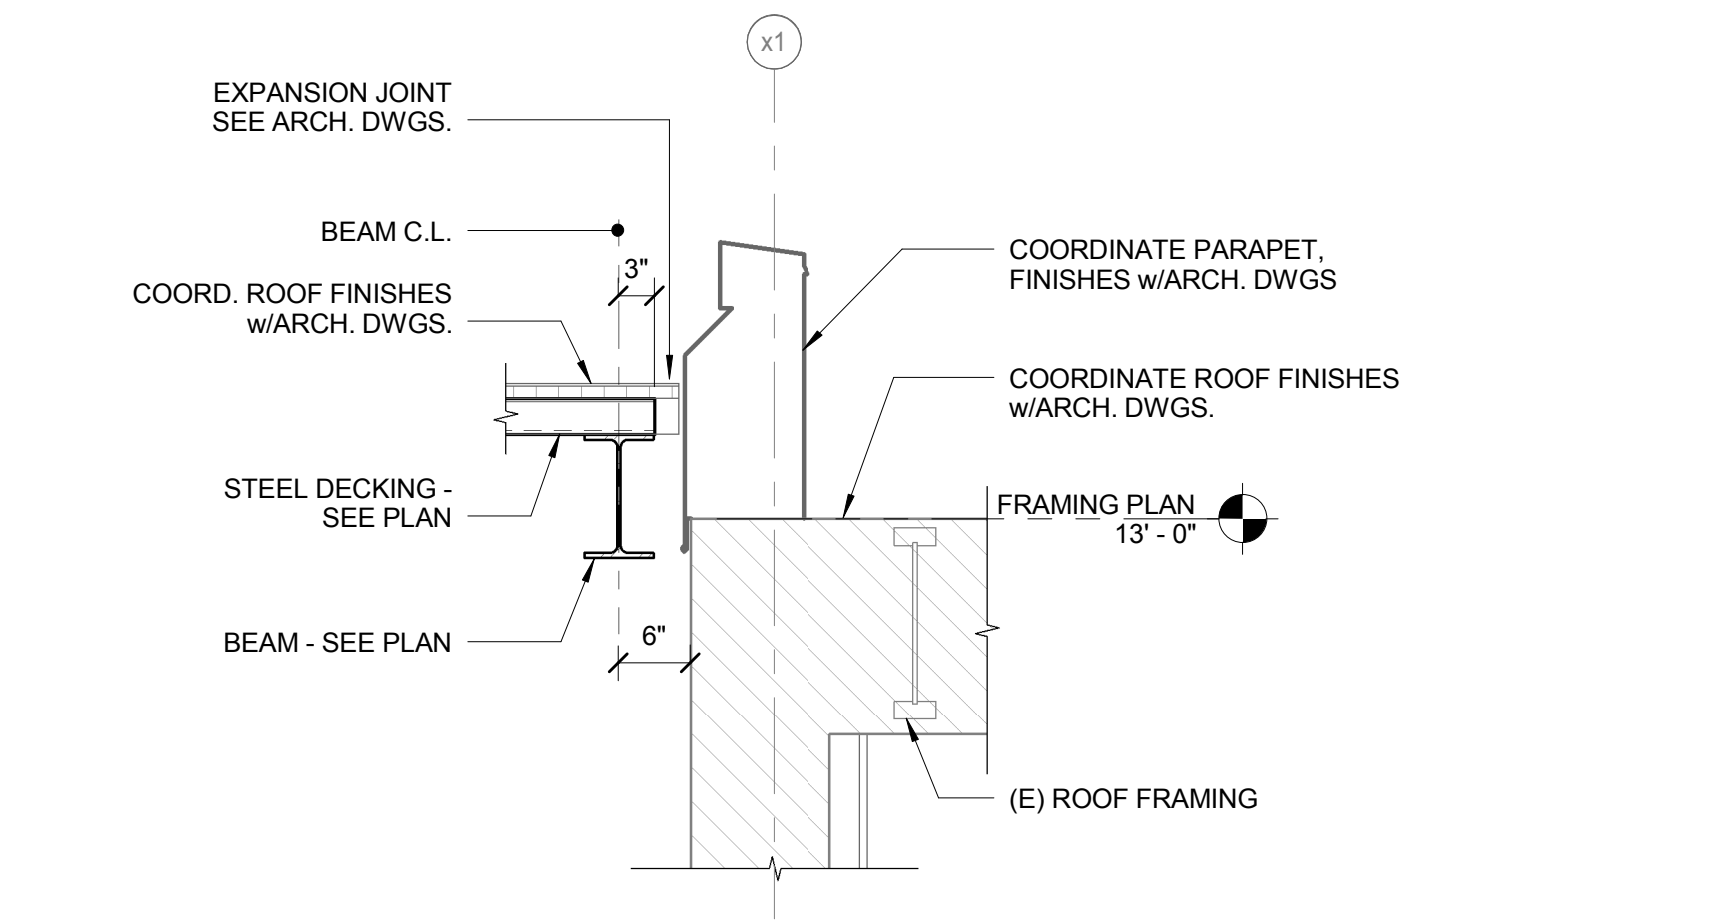 x1
EXPANSION JOINT
SEE ARCH. DWGS.
BEAM C.L.
3"
COORD. ROOF FINISHES
w/ARCH. DWGS.
COORDINATE PARAPET,
FINISHES w/ARCH. DWGS
COORDINATE ROOF FINISHES
w/ARCH. DWGS.
STEEL DECKING -
SEE PLAN
FRAMING PLAN
13' - 0"
BEAM - SEE PLAN
6"
(E) ROOF FRAMING